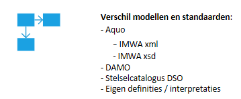 Verschil modellen en standaarden:
- Aquo
- IMWA xml
- IMWA xsd
- DAMO
- Stelselcatalogus DSO
- Eigen definities / interpretaties